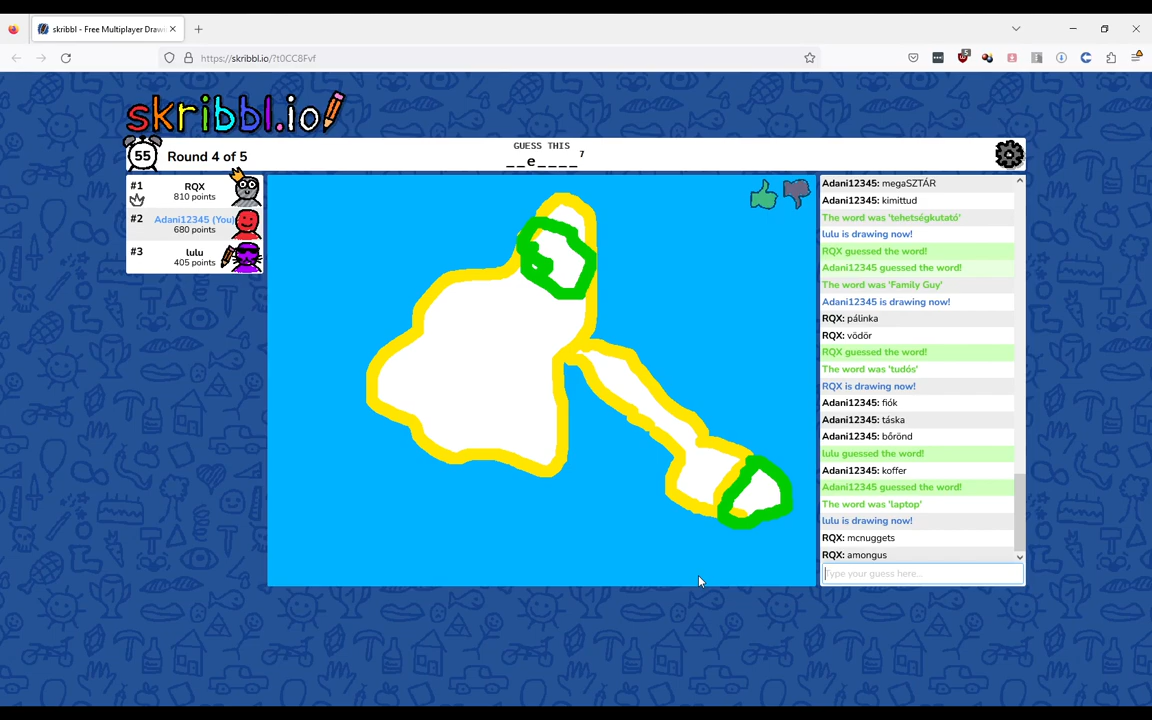 skribbl - Free Multiplayer Drawi
https://skribbl.io/?t0CC8Fvf
5
skribbl.io
55
Round 4 of 5
GUESS THIS
__e____ 7
#1
RQX
810 points
#2
Adani12345 (You)
680 points
#3
lulu
405 points
Adani12345: megaSZTÁR
Adani12345: kimittud
The word was 'tehetségkutató'
lulu is drawing now!
RQX guessed the word!
Adani12345 guessed the word!
The word was 'Family Guy'
Adani12345 is drawing now!
RQX: pálinka
RQX: vödör
RQX guessed the word!
The word was 'tudós'
RQX is drawing now!
Adani12345: fiók
Adani12345: táska
Adani12345: bőrönd
lulu guessed the word!
Adani12345: koffer
Adani12345 guessed the word!
The word was 'laptop'
lulu is drawing now!
RQX: mcnuggets
RQX: amongus
Type your guess here...